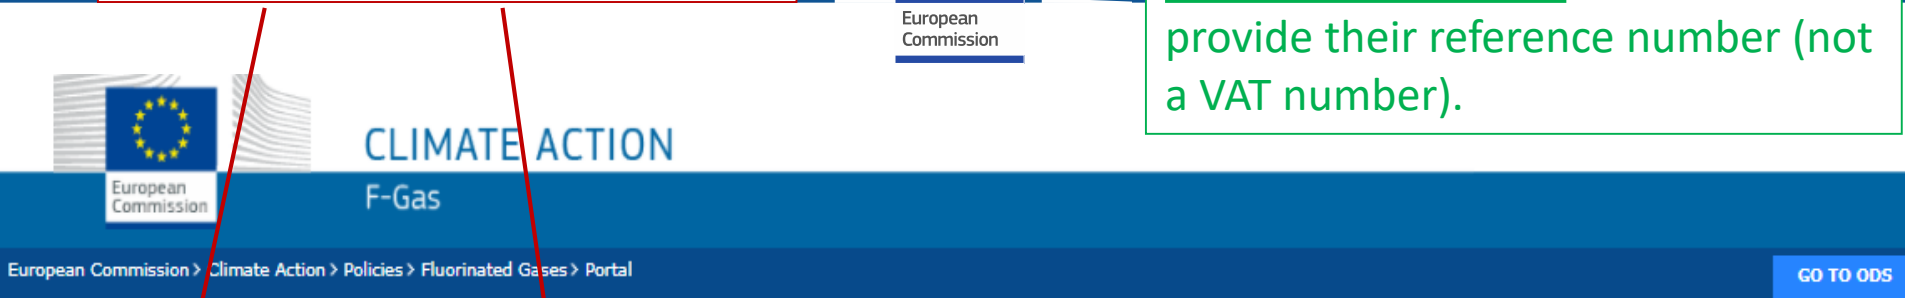 European
Commission
provide their reference number (not
a VAT number).
CLIMATE ACTION
European
Commission
F-Gas
European Commission > Climate Action > Policies > Fluorinated Gases > Portal
GO TO ODS